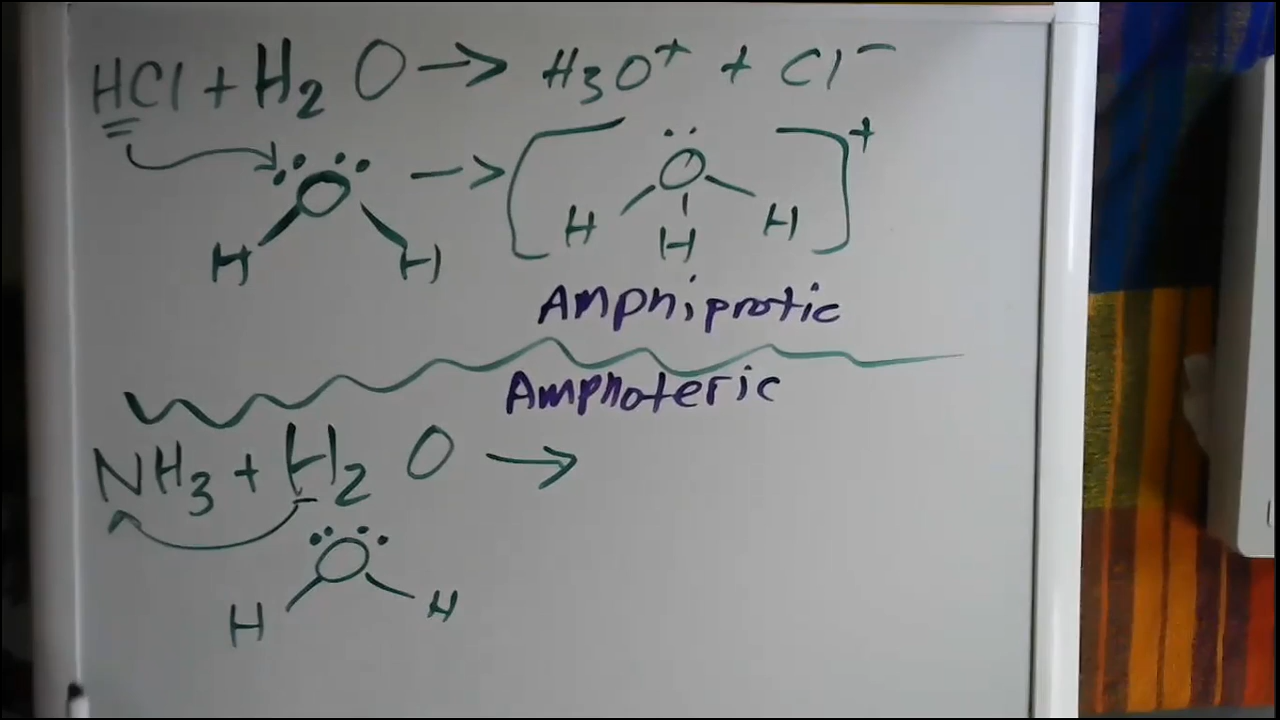 HCl + H2O -> H3O+ + Cl-
O -> [O]+
H H H H H
Amphiprotic
Amphoteric
NH3 + H2O ->
O
H H